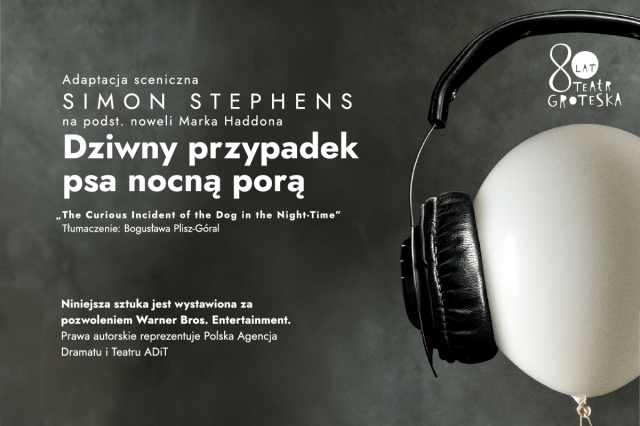 Adaptacja sceniczna
SIMON STEPHENS
na podst. noweli Marka Haddona
Dziwny przypadek
psa nocną porą
„The Curious Incident of the Dog in the Night-Time”
Tłumaczenie: Bogusława Plisz-Góral
Niniejsza sztuka jest wystawiona za
pozwoleniem Warner Bros. Entertainment.
Prawa autorskie reprezentuje Polska Agencja
Dramatu i Teatru ADiT
80 LAT
TEATR
GROTESKA